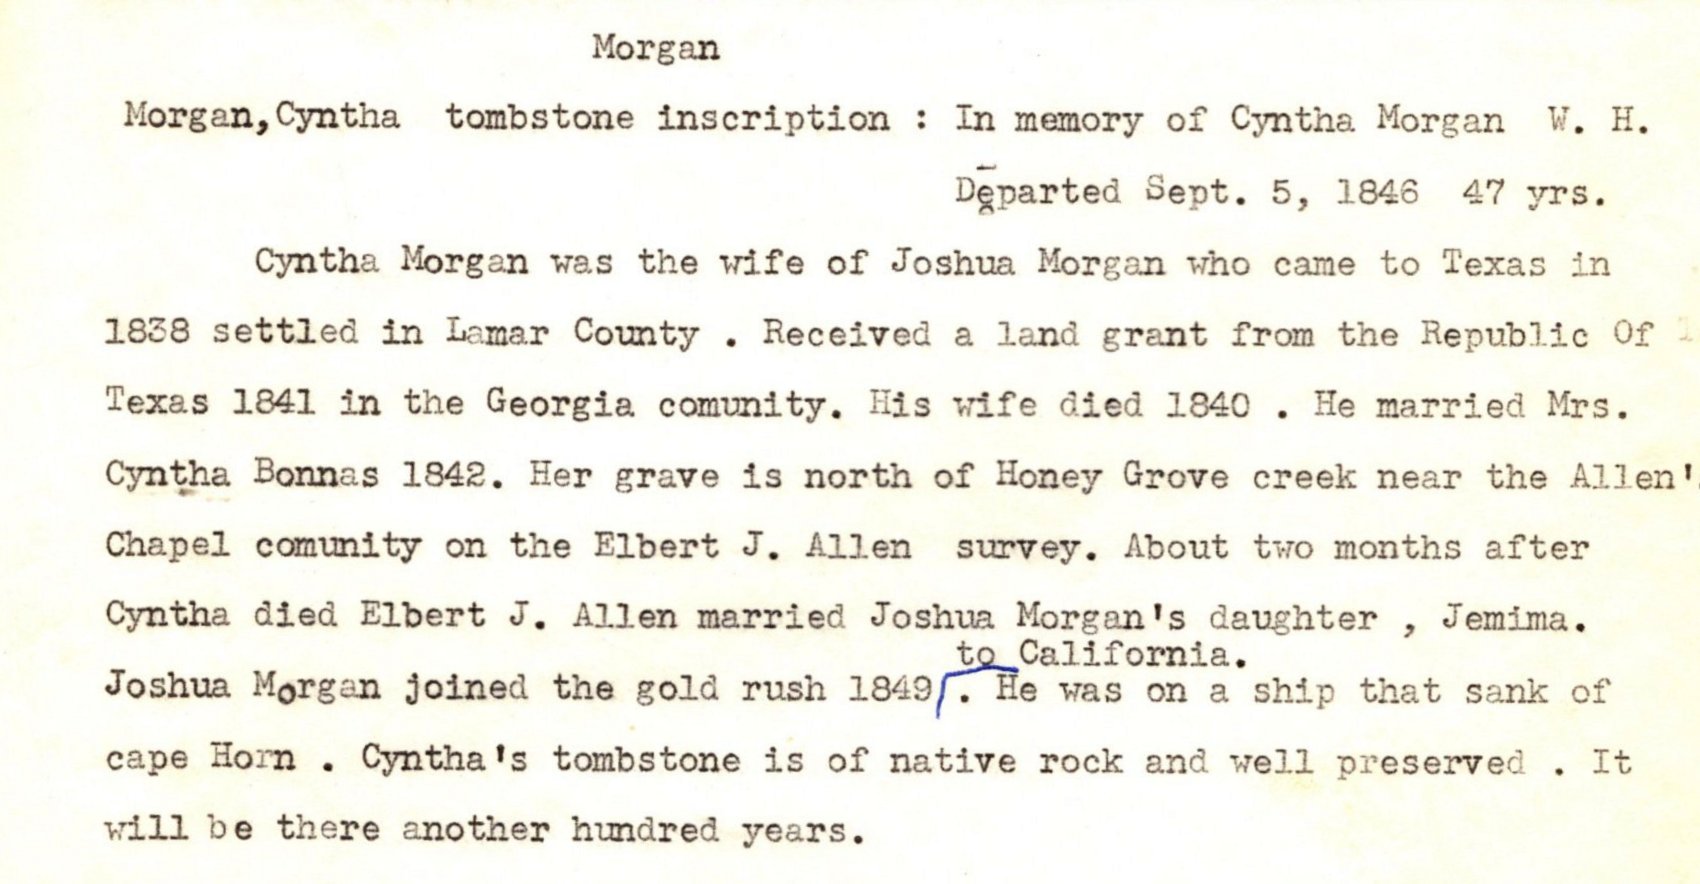 Morgan
Morgan,Cyntha tombstone inscription : In memory of Cyntha Morgan W. H.
Departed Sept. 5, 1846 47 yrs.
Cyntha Morgan was the wife of Joshua Morgan who came to Texas in
1838 settled in Lamar County . Received a land grant from the Republic Of
Texas 1841 in the Georgia comunity. His wife died 1840 . He married Mrs.
Cyntha Bonnas 1842. Her grave is north of Honey Grove creek near the Allen's
Chapel comunity on the Elbert J. Allen survey. About two months after
Cyntha died Elbert J. Allen married Joshua Morgan's daughter , Jemima.
to California.
Joshua Morgan joined the gold rush 1849 . He was on a ship that sank of
cape Horn . Cyntha's tombstone is of native rock and well preserved . It
will be there another hundred years.